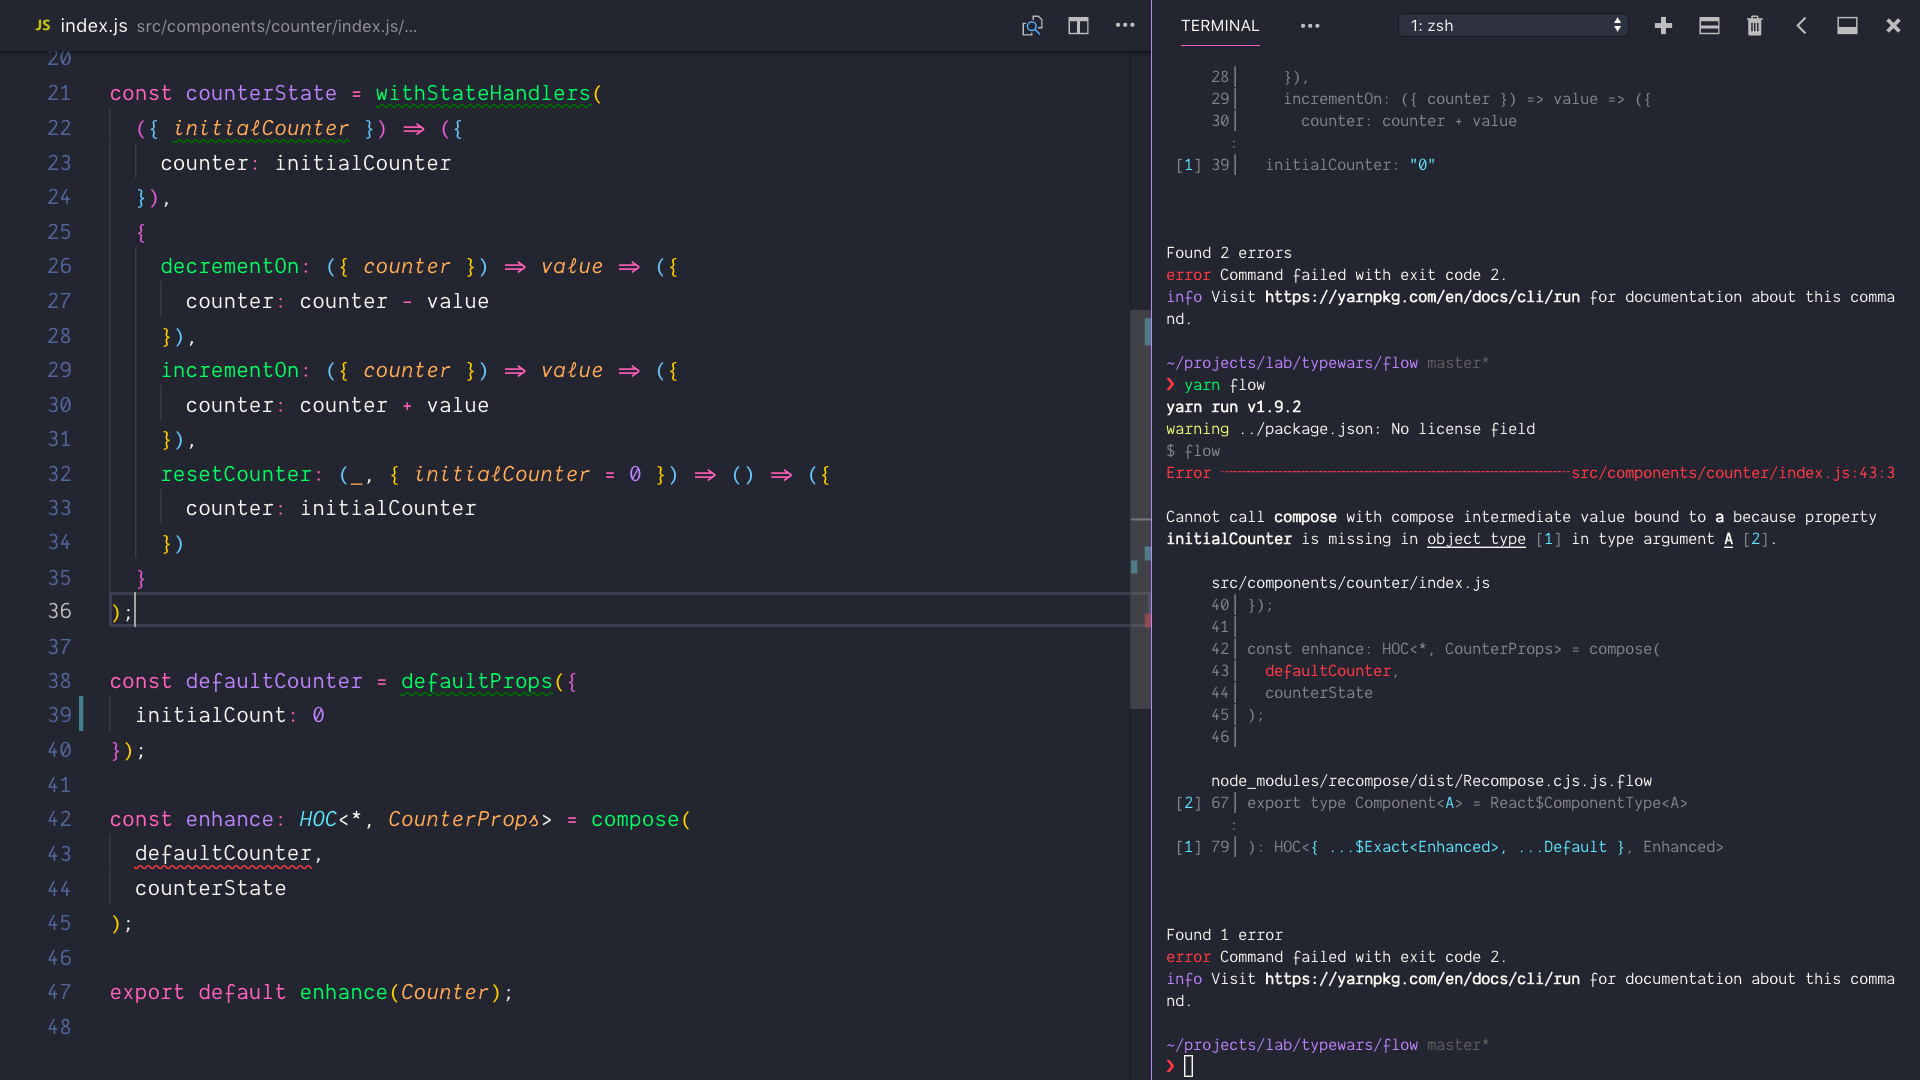 JS index.js src/components/counter/index.js/...
20
21 const counterState = withStateHandlers(
22 ({ initialCounter }) => ({
23 counter: initialCounter
24 }),
25 {
26 decrementOn: ({ counter }) => value => ({
27 counter: counter - value
28 }),
29 incrementOn: ({ counter }) => value => ({
30 counter: counter + value
31 }),
32 resetCounter: (_, { initialCounter = 0 }) => () => ({
33 counter: initialCounter
34 })
35 }
36 );
37
38 const defaultCounter = defaultProps({
39 initialCount: 0
40 });
41
42 const enhance: HOC<*, CounterProps> = compose(
43 defaultCounter,
44 counterState
45 );
46
47 export default enhance(Counter);
48
TERMINAL
1: zsh
28| }),
29| incrementOn: ({ counter }) => value => ({
30| counter: counter + value
:
[1] 39| initialCounter: "0"
Found 2 errors
error Command failed with exit code 2.
info Visit https://yarnpkg.com/en/docs/cli/run for documentation about this comma
nd.
~/projects/lab/typewars/flow master*
❯ yarn flow
yarn run v1.9.2
warning ../package.json: No license field
$ flow
Error ---------------------------------------src/components/counter/index.js:43:3
Cannot call compose with compose intermediate value bound to a because property
initialCounter is missing in object type [1] in type argument A [2].
src/components/counter/index.js
40| });
41|
42| const enhance: HOC<*, CounterProps> = compose(
43| defaultCounter,
44| counterState
45| );
46|
node_modules/recompose/dist/Recompose.cjs.js.flow
[2] 67| export type Component<A> = React$ComponentType<A>
:
[1] 79| ): HOC<{ ...$Exact<Enhanced>, ...Default }, Enhanced>
Found 1 error
error Command failed with exit code 2.
info Visit https://yarnpkg.com/en/docs/cli/run for documentation about this comma
nd.
~/projects/lab/typewars/flow master*
❯